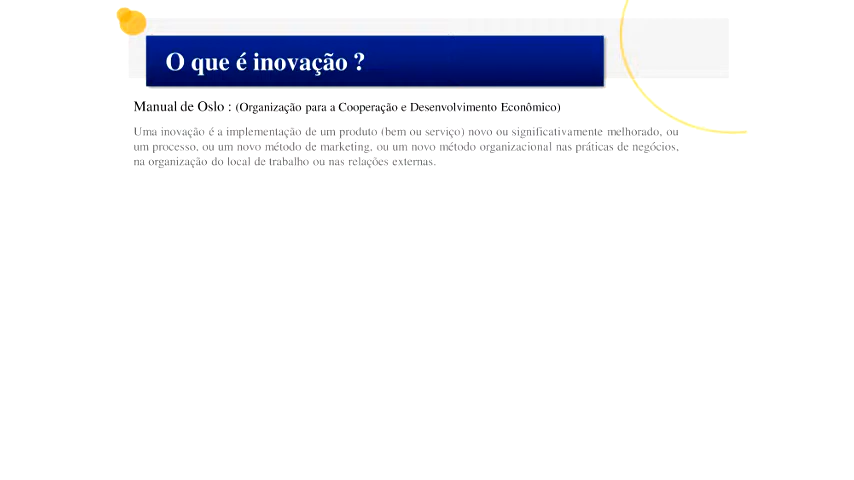 O que é inovação ?
Manual de Oslo : (Organização para a Cooperação e Desenvolvimento Econômico)
Uma inovação é a implementação de um produto (bem ou serviço) novo ou significativamente melhorado, ou
um processo, ou um novo método de marketing, ou um novo método organizacional nas práticas de negócios,
na organização do local de trabalho ou nas relações externas.